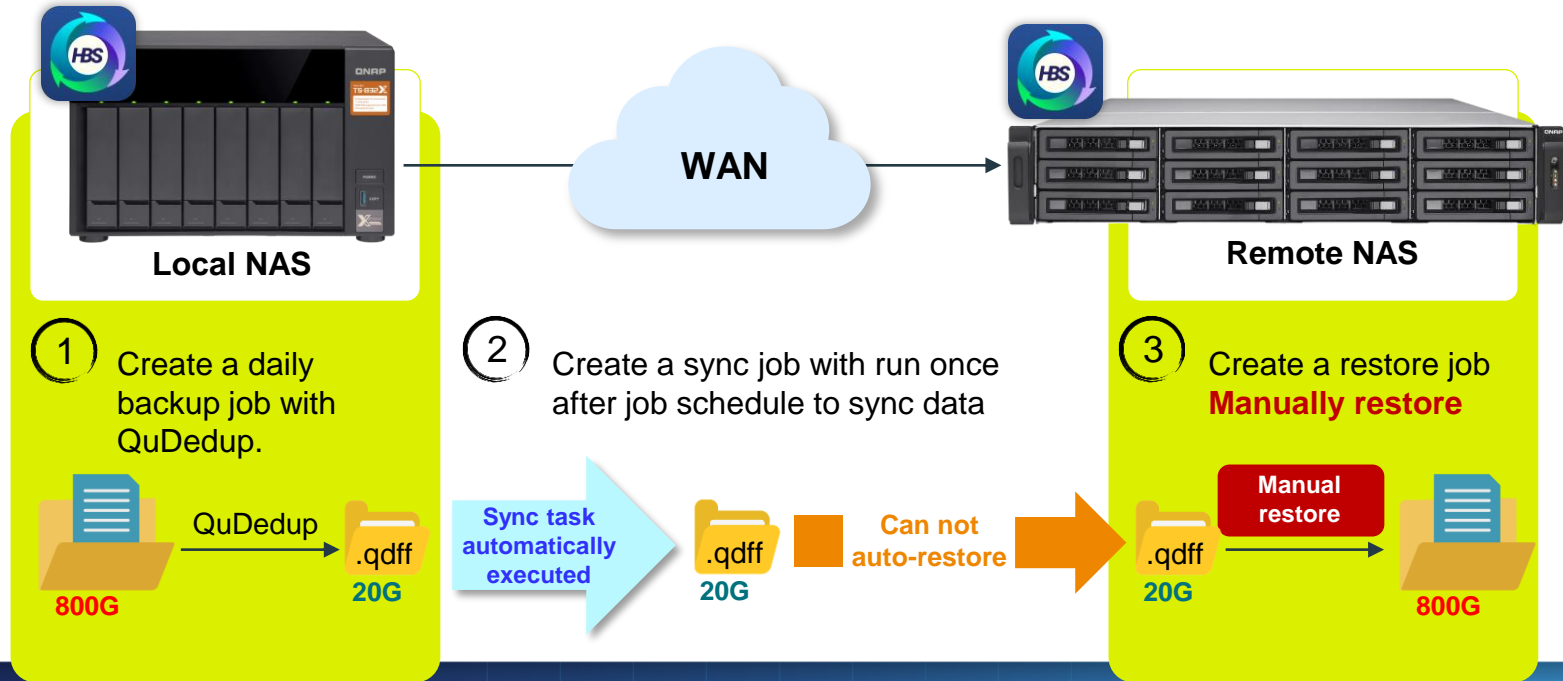 HBS
QNAP
TS-832X
Local NAS
WAN
HBS
QNAP
Remote NAS
1
Create a daily
backup job with
QuDedup.
2
Create a sync job with run once
after job schedule to sync data
3
Create a restore job
Manually restore
800G
QuDedup
.qdff
20G
Sync task
automatically
executed
.qdff
20G
Can not
auto-restore
.qdff
20G
Manual
restore
800G